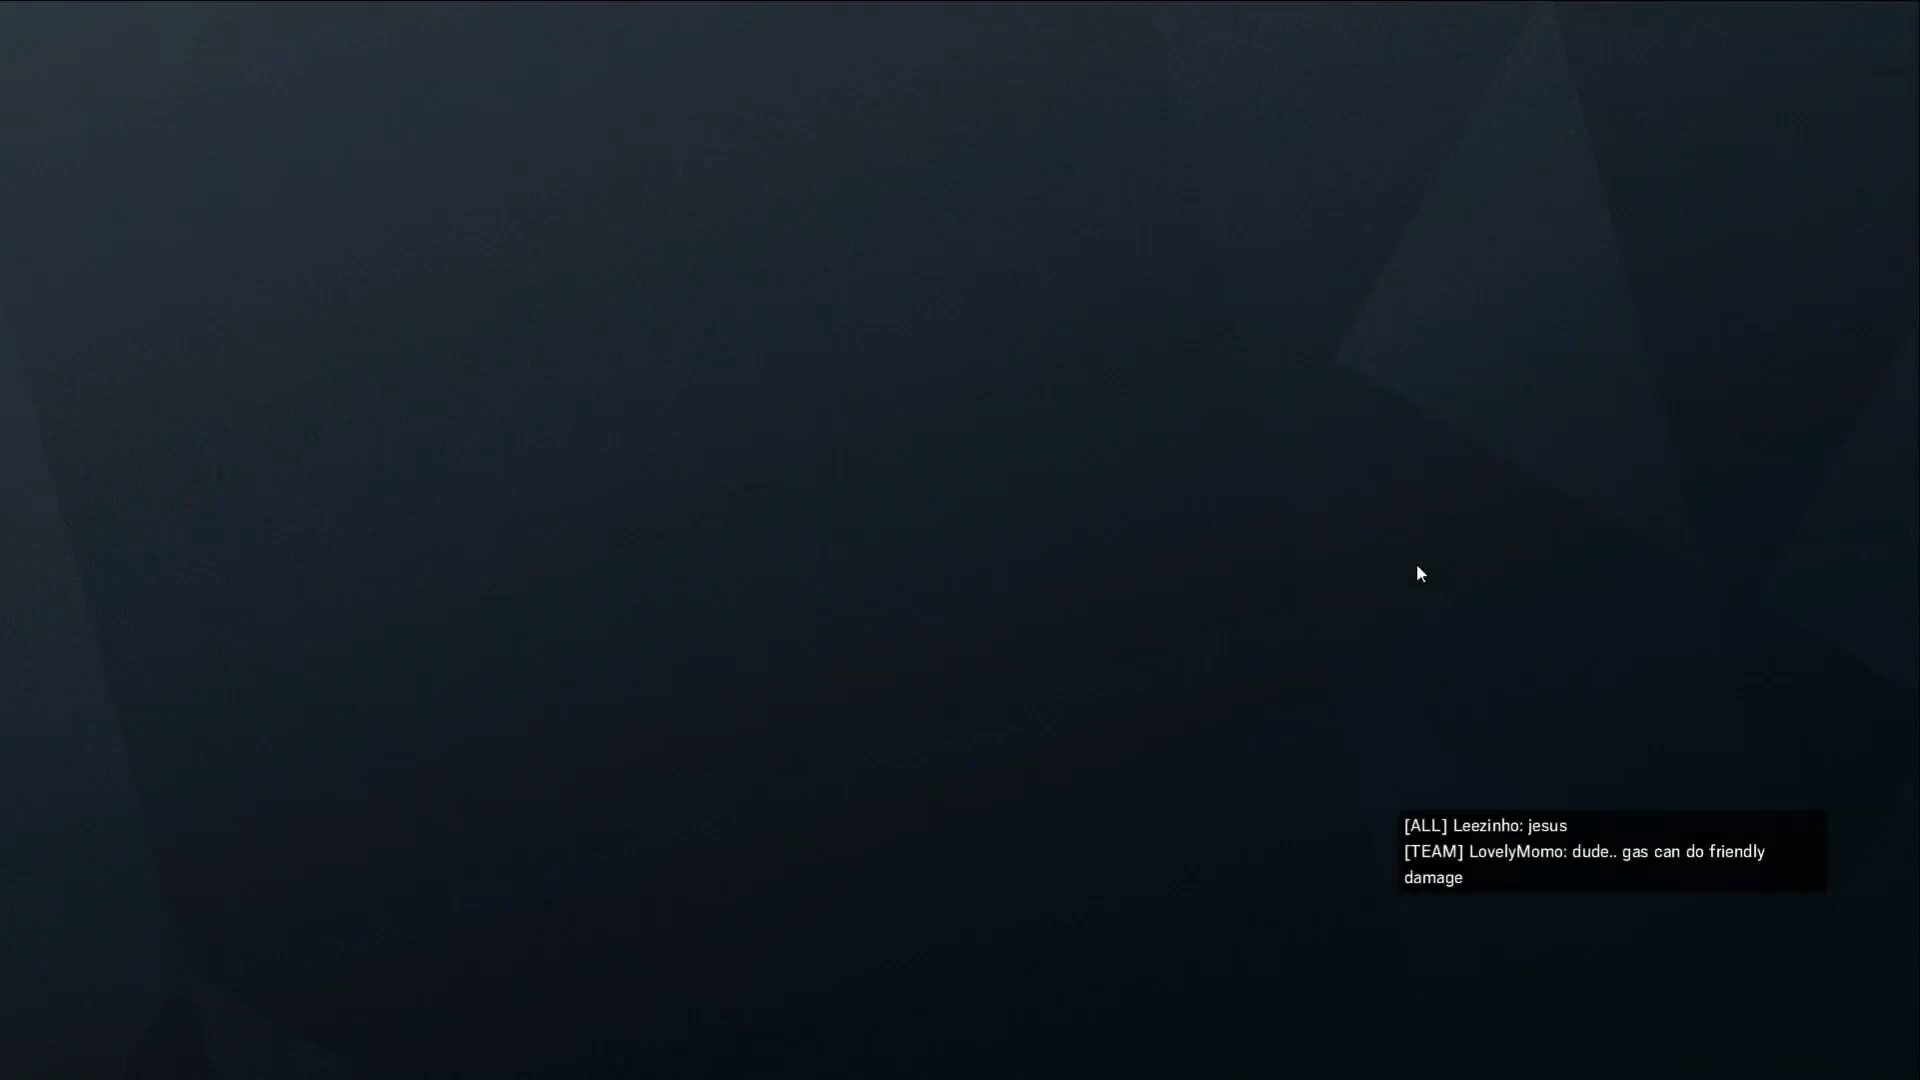 [ALL] Leezinho: jesus
[TEAM] LovelyMomo: dude.. gas can do friendly
damage